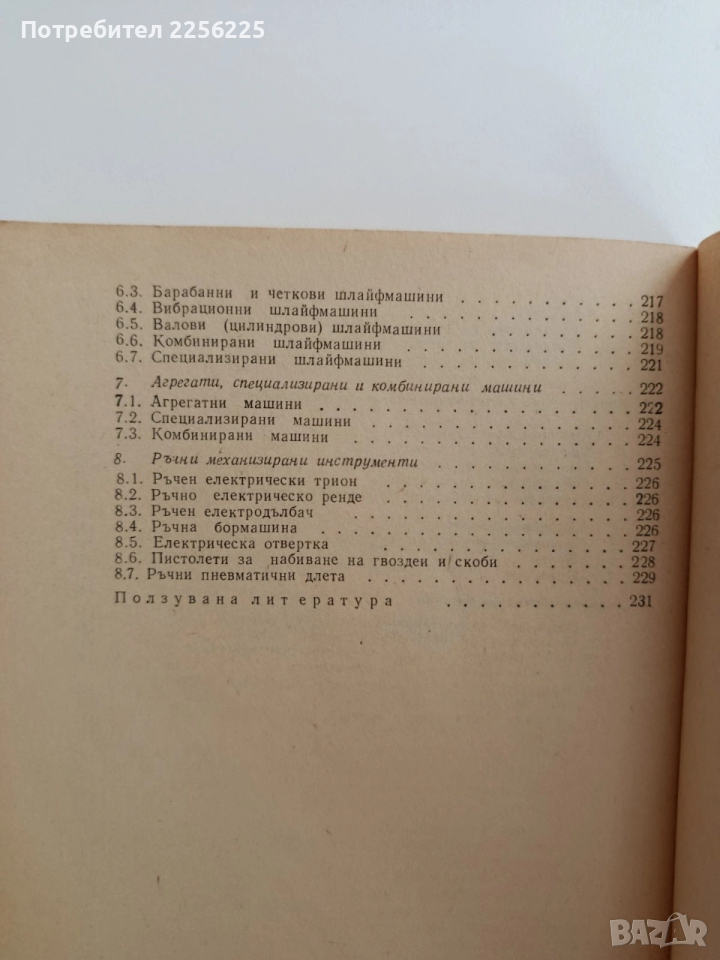 Потребител 2256225
6.3. Барабанни и четкови шлайфмашини . . . . . . . . . . . 217
6.4. Вибрационни шлайфмашини . . . . . . . . . . . . 218
6.5. Валови (цилиндрови) шлайфмашини . . . . . . . . . 218
6.6. Комбинирани шлайфмашини . . . . . . . . . . . . 219
6.7. Специализирани шлайфмашини . . . . . . . . . . . . 221
7. Агрегати, специализирани и комбинирани машини . . . . . 222
7.1. Агрегатни машини . . . . . . . . . . . . . . . . 222
7.2. Специализирани машини . . . . . . . . . . . . . . 224
7.3. Комбинирани машини . . . . . . . . . . . . . . . 224
8. Ръчни механизирани инструменти . . . . . . . . . . . . 225
8.1. Ръчен електрически трион . . . . . . . . . . . . . 226
8.2. Ръчно електрическо ренде . . . . . . . . . . . . . 226
8.3. Ръчен електродълбач . . . . . . . . . . . . . . . 226
8.4. Ръчна бормашина . . . . . . . . . . . . . . . . 226
8.5. Електрическа отвертка . . . . . . . . . . . . . . 227
8.6. Пистолети за набиване на гвоздеи и скоби . . . . . . . 228
8.7. Ръчни пневматични длета . . . . . . . . . . . . . . 229
Ползувана литература . . . . . . . . . . . 231
BAZAR